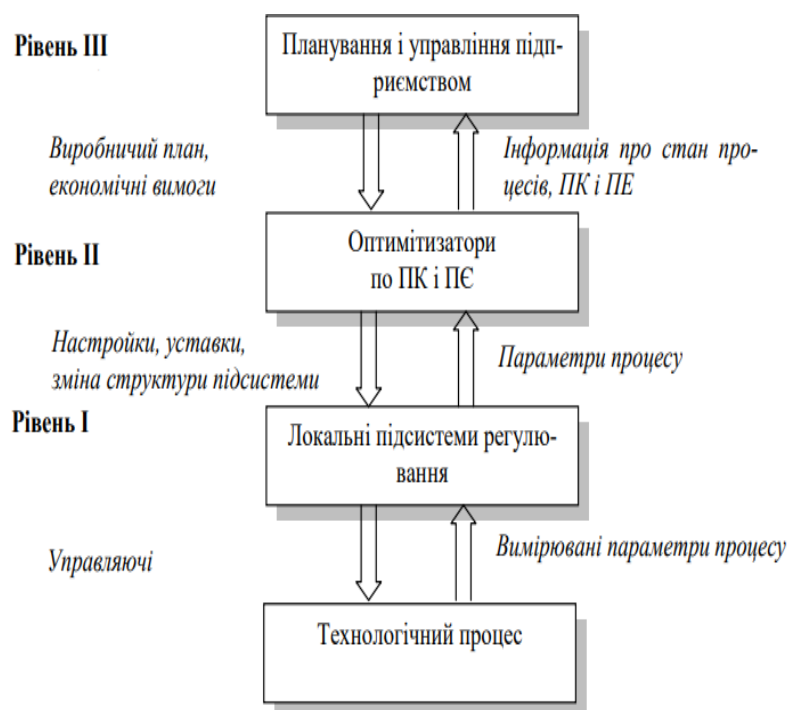 Рівень III
Планування і управління підп-
риємством
Виробничий план,
економічні вимоги
Інформація про стан про-
цесів, ПК і ПЕ
Рівень II
Оптимітизатори
по ПК і ПЄ
Настройки, уставки,
зміна структури підсистеми
Параметри процесу
Рівень I
Локальні підсистеми регулю-
вання
Управляючі
Вимірювані параметри процесу
Технологічний процес